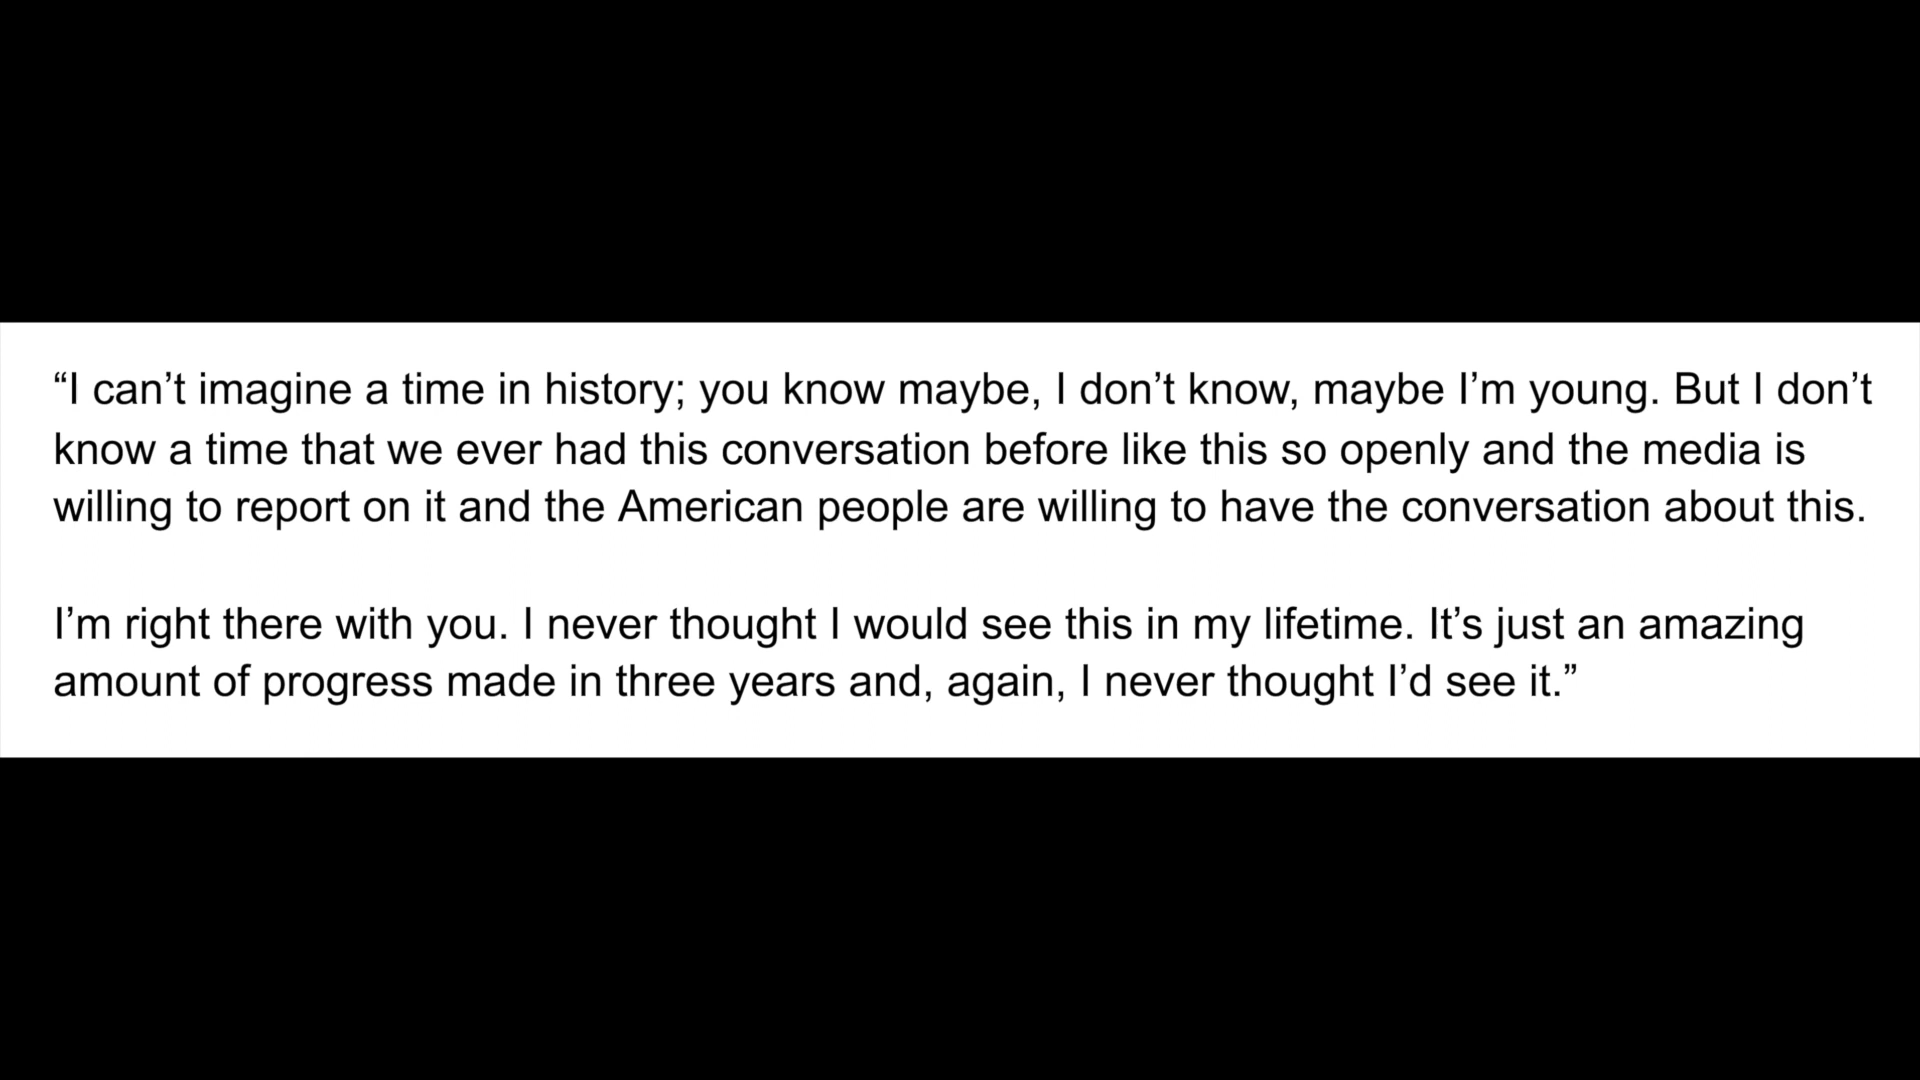 “I can’t imagine a time in history; you know maybe, I don’t know, maybe I’m young. But I don’t
know a time that we ever had this conversation before like this so openly and the media is
willing to report on it and the American people are willing to have the conversation about this.
I’m right there with you. I never thought I would see this in my lifetime. It’s just an amazing
amount of progress made in three years and, again, I never thought I’d see it.”